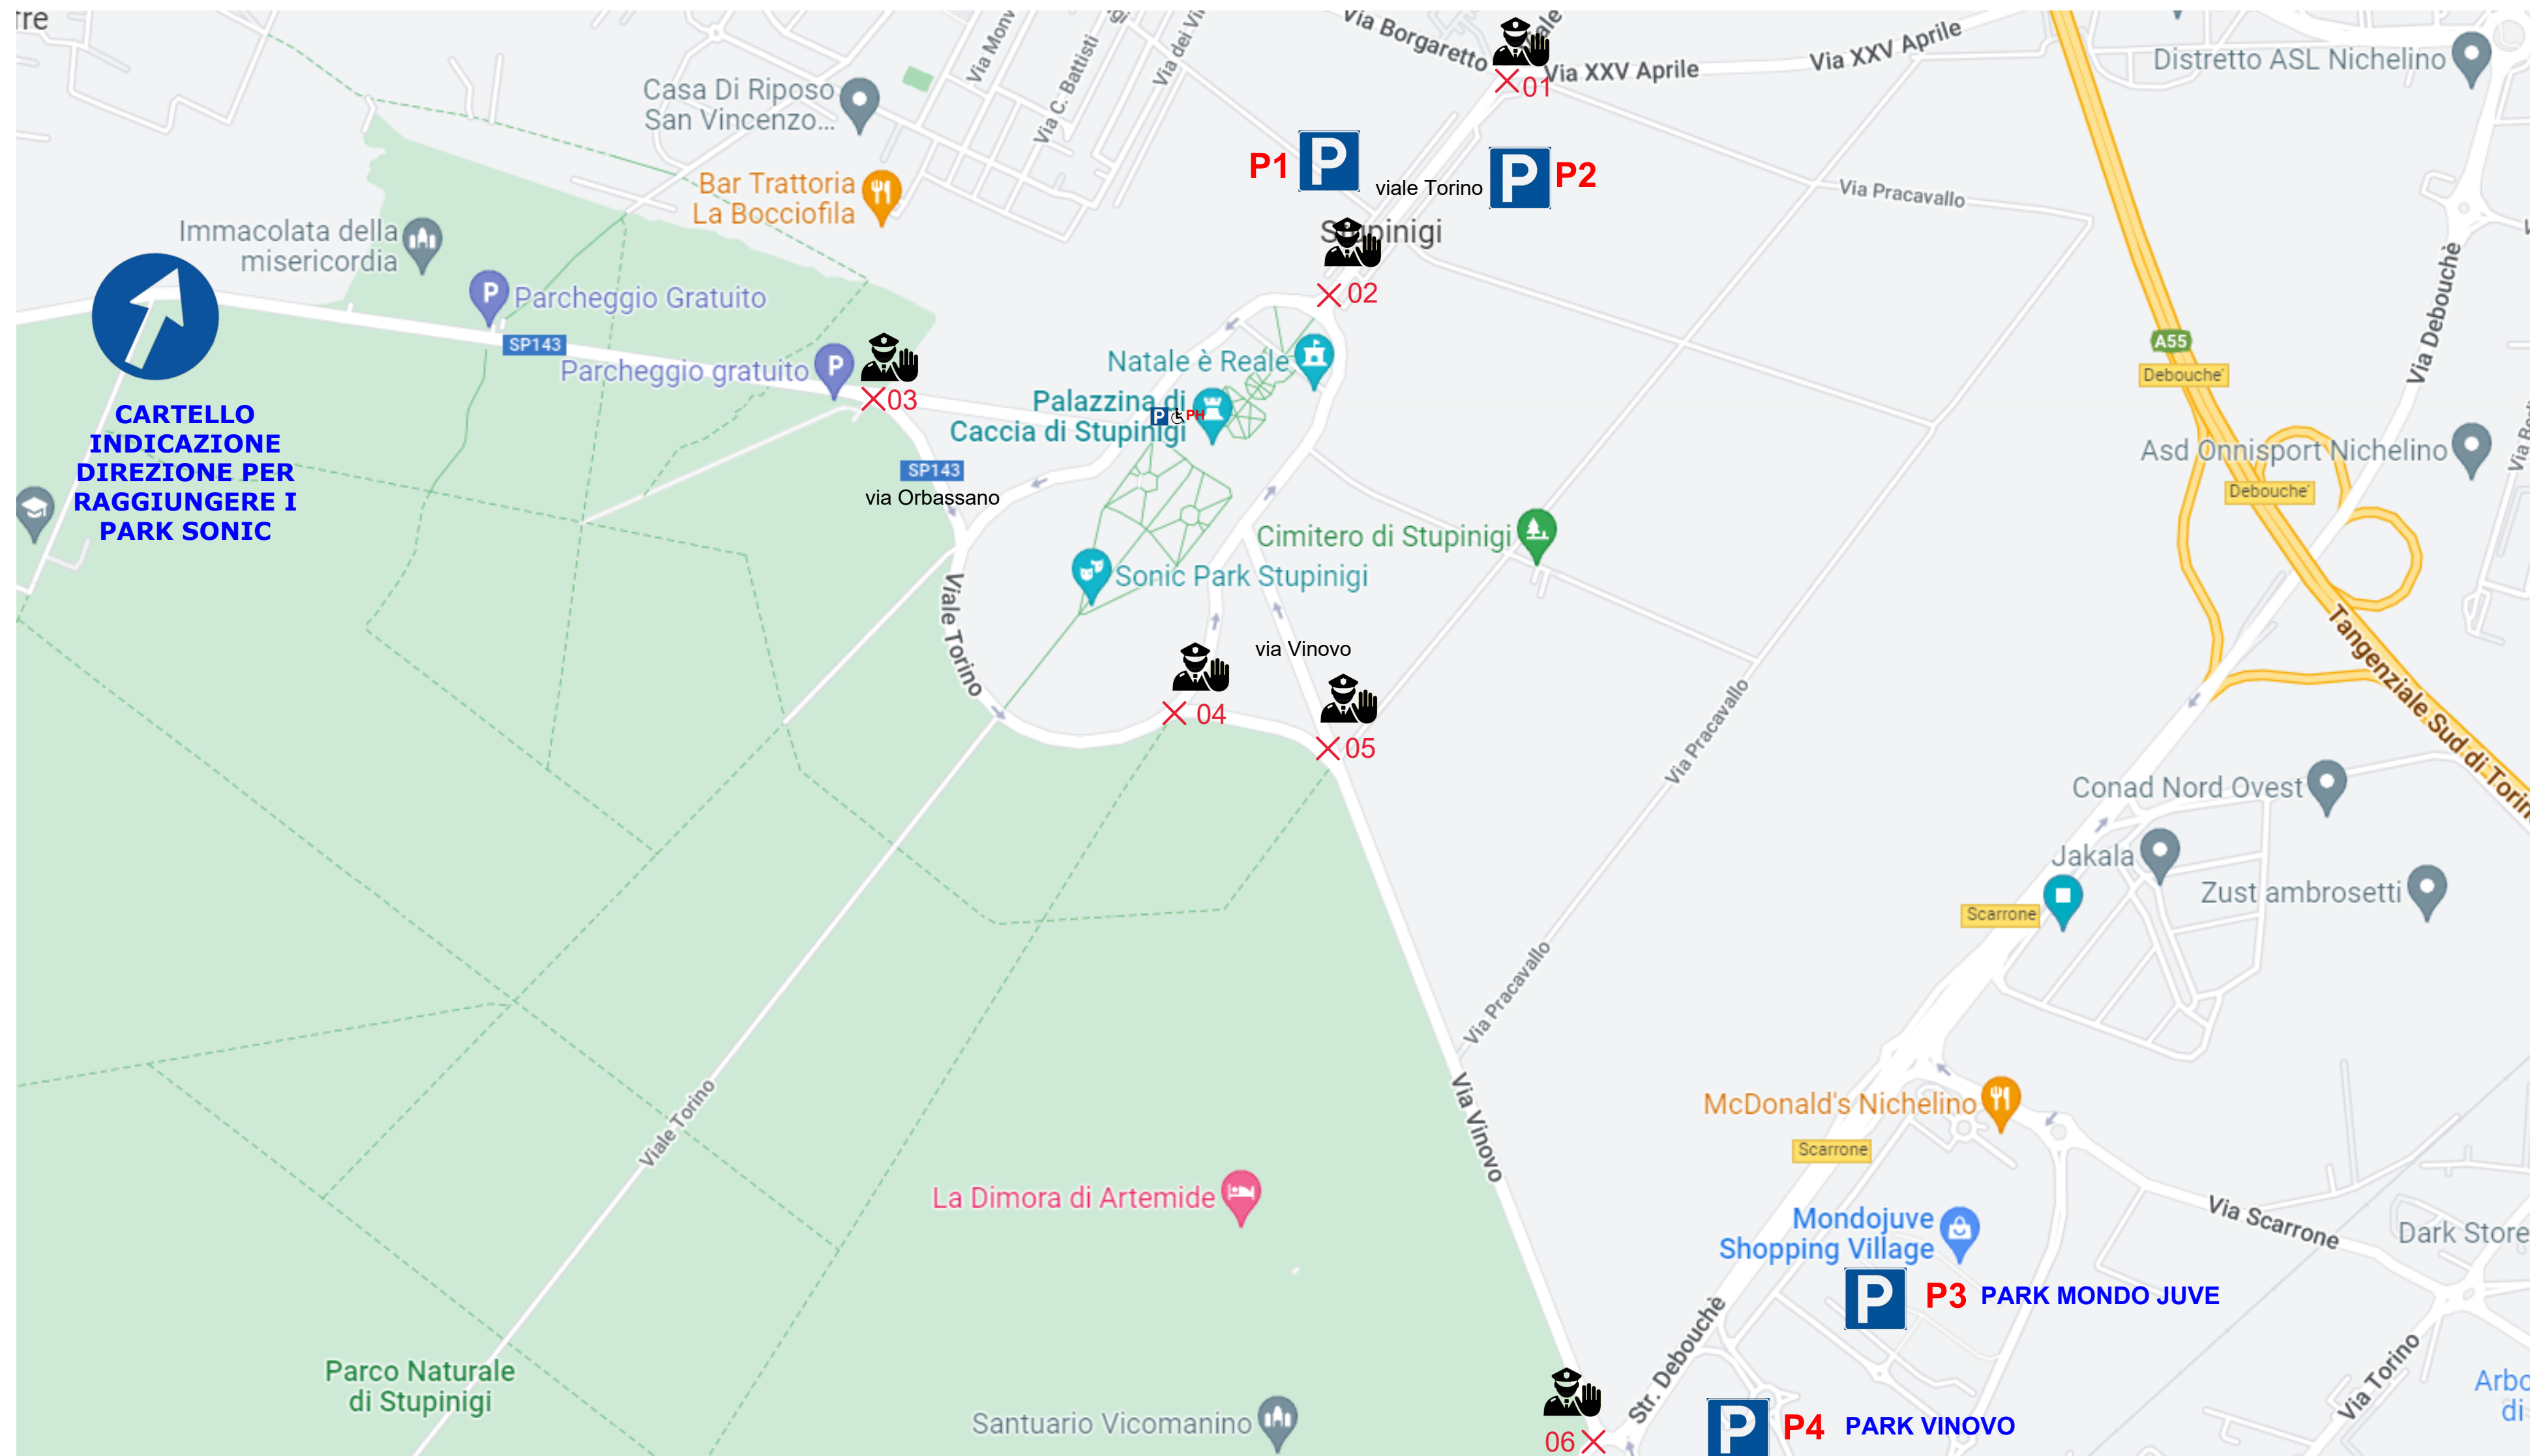 Via Borgaretto
01
Via XXV Aprile
Via XXV Aprile
Distretto ASL Nichelino
Via C. Battisti
Casa Di Riposo
San Vincenzo...
Bar Trattoria
La Bocciofila
P1
P
viale Torino
P
P2
Via Pracavallo
Immacolata della
misericordia
Stupinigi
02
P
Parcheggio Gratuito
SP143
Parcheggio gratuito
P
03
Natale è Reale
Palazzina di
Caccia di Stupinigi
P
PH
A55
Debouche'
Via Debouchè
CARTELLO
INDICAZIONE
DIREZIONE PER
RAGGIUNGERE I
PARK SONIC
SP143
via Orbassano
Asd Onnisport Nichelino
Debouche'
Cimitero di Stupinigi
Sonic Park Stupinigi
Viale Torino
via Vinovo
04
05
Via Pracavallo
Tangenziale Sud di Torin
Conad Nord Ovest
Jakala
Zust ambrosetti
Scarrone
Via Pracavallo
Via Vinovo
Viale Torino
McDonald's Nichelino
Scarrone
La Dimora di Artemide
Mondojuve
Shopping Village
Via Scarrone
Dark Store
P
P3
PARK MONDO JUVE
Str. Debouchè
Via Torino
Parco Naturale
di Stupinigi
Santuario Vicomanino
06
P
P4
PARK VINOVO
Arbo
di